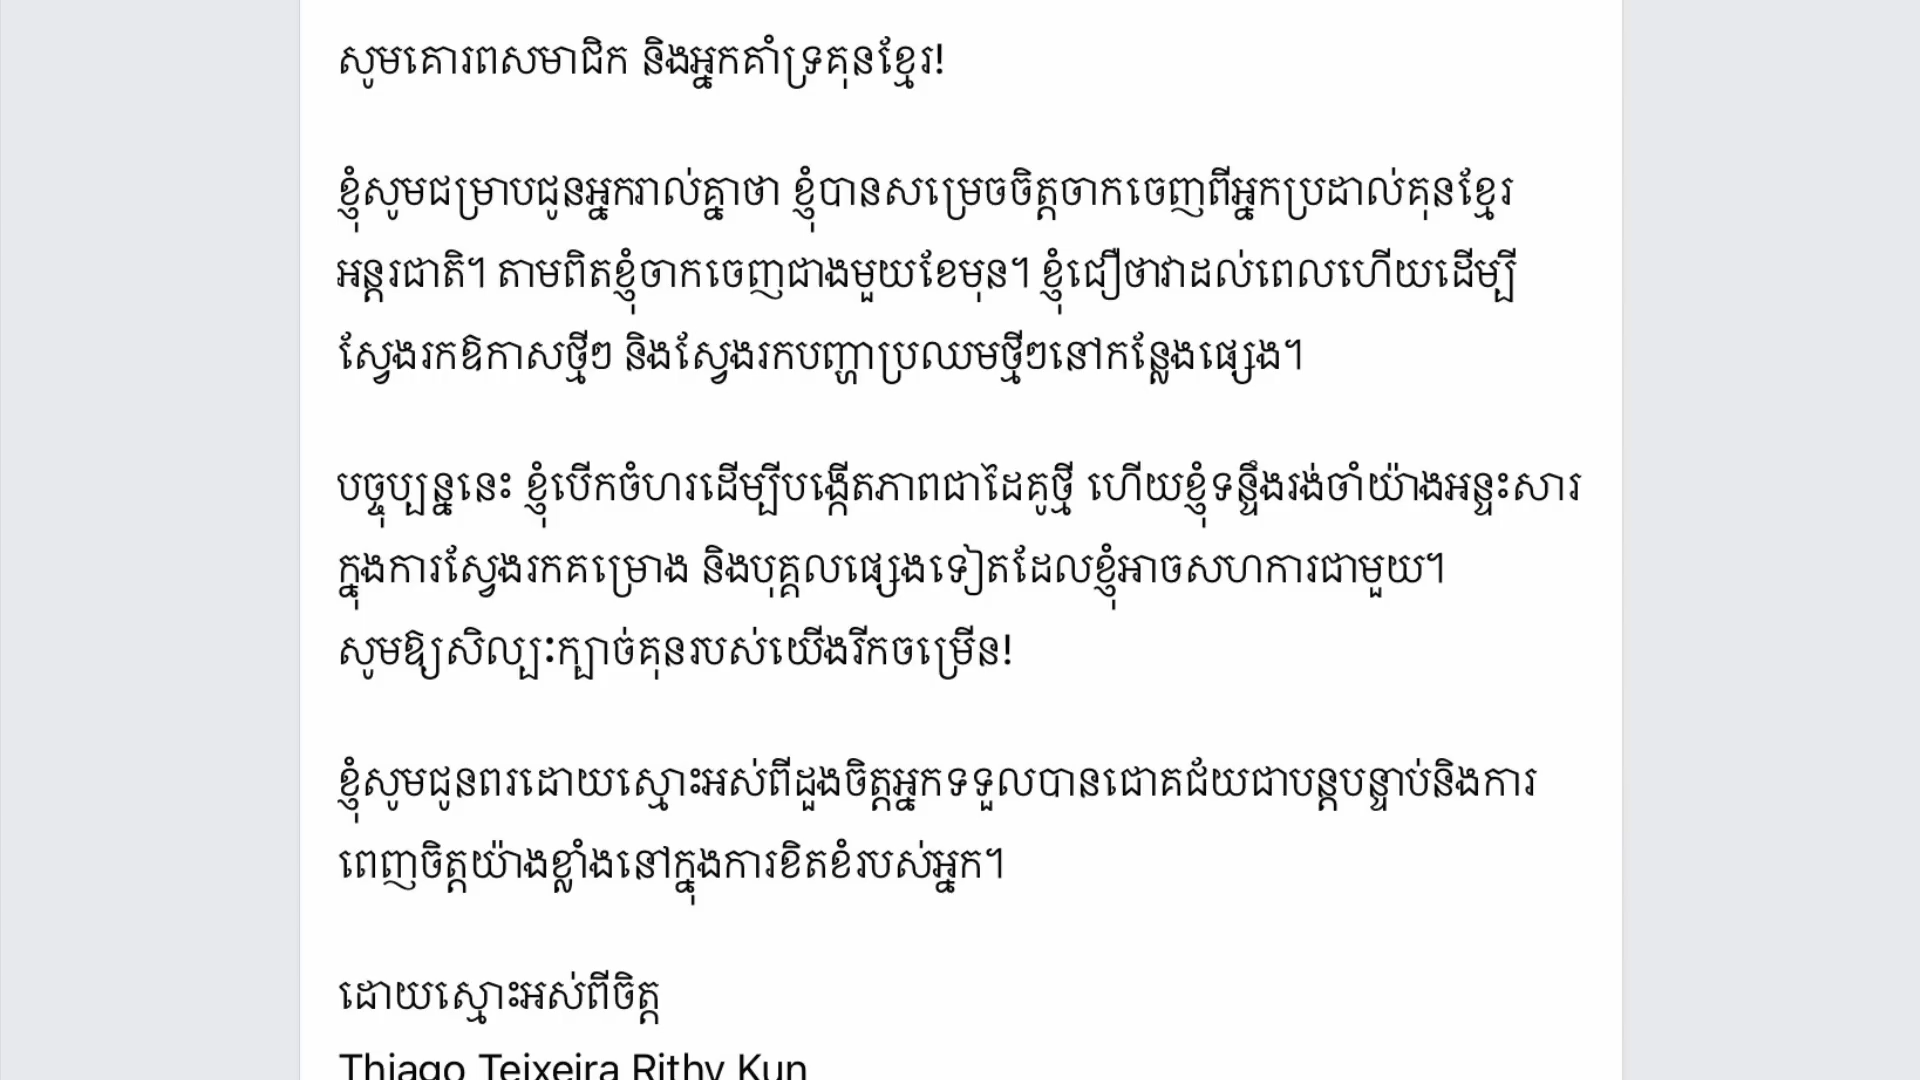 សូមគោរពសមាជិក និងអ្នកគាំទ្រគុនខ្មែរ!
ខ្ញុំសូមជម្រាបជូនអ្នករាល់គ្នាថា ខ្ញុំបានសម្រេចចិត្តចាកចេញពីអ្នកប្រដាល់គុនខ្មែរ
អន្តរជាតិ។ តាមពិតខ្ញុំចាកចេញជាងមួយខែមុន។ ខ្ញុំជឿថាវាដល់ពេលហើយដើម្បី
ស្វែងរកឱកាសថ្មីៗ និងស្វែងរកបញ្ហាប្រឈមថ្មីៗនៅកន្លែងផ្សេង។
បច្ចុប្បន្ននេះ ខ្ញុំបើកចំហរដើម្បីបង្កើតភាពជាដៃគូថ្មី ហើយខ្ញុំទន្ទឹងរង់ចាំយ៉ាងអន្ទះសារ
ក្នុងការស្វែងរកគម្រោង និងបុគ្គលផ្សេងទៀតដែលខ្ញុំអាចសហការជាមួយ។
សូមឱ្យសិល្បៈក្បាច់គុនរបស់យើងរីកចម្រើន!
ខ្ញុំសូមជូនពរដោយស្មោះអស់ពីដួងចិត្តអ្នកទទួលបានជោគជ័យជាបន្តបន្ទាប់និងការ
ពេញចិត្តយ៉ាងខ្លាំងនៅក្នុងការខិតខំរបស់អ្នក។
ដោយស្មោះអស់ពីចិត្ត
Thiago Teixeira Rithy Kun